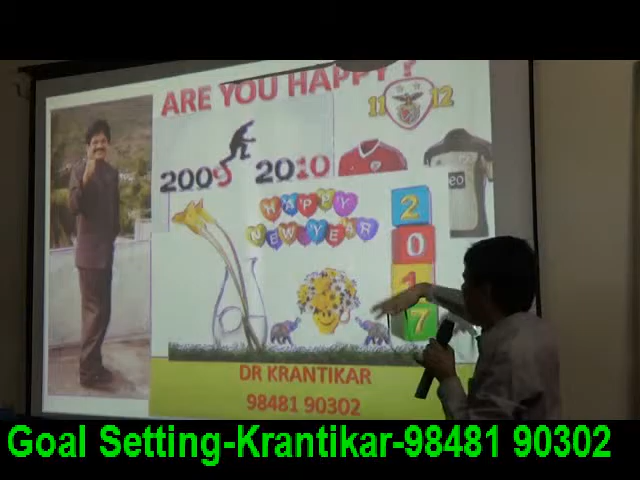 ARE YOU HAPPY ?
11 12
2009 2010
HAPPY
NEW YEAR
2
0
1
7
DR KRANTIKAR
98481 90302
Goal Setting-Krantikar-98481 90302